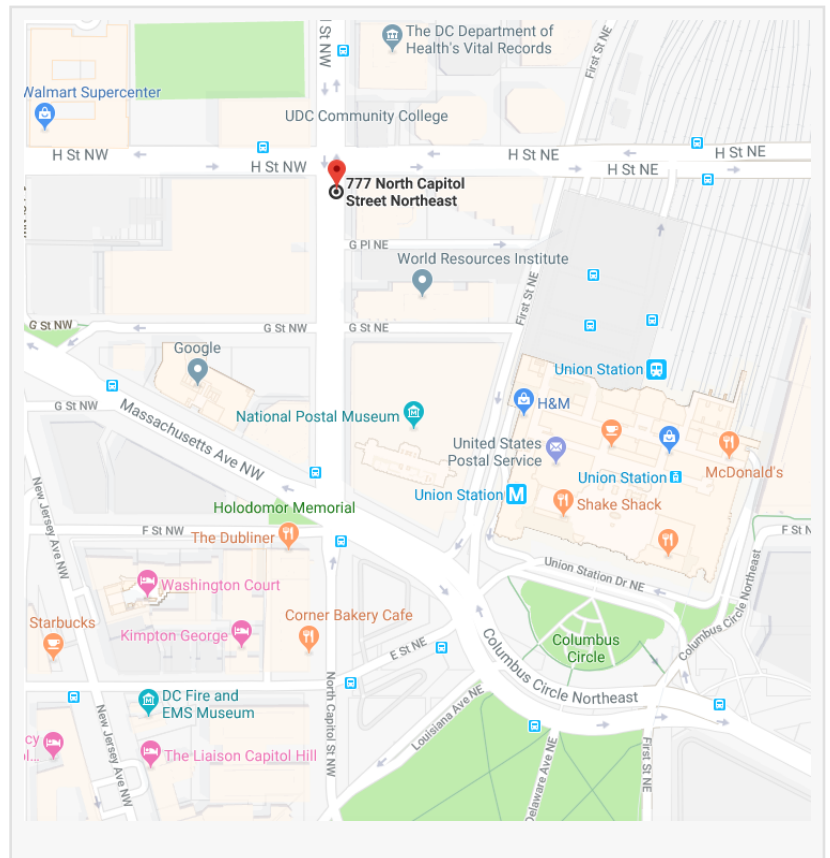 l St NW
The DC Department of
Health's Vital Records
First St NE
Walmart Supercenter
UDC Community College
H St NW
H St NE
H St NE
H St NW
H St NE
777 North Capitol
Street Northeast
G Pl NE
World Resources Institute
First St NE
G St NW
G St NW
G St NE
Google
Union Station
G St NW
H&M
Massachusetts Ave NW
National Postal Museum
United States
Postal Service
Union Station
McDonald's
Union Station
M
Shake Shack
New Jersey Ave NW
Holodomor Memorial
F St NW
The Dubliner
F St N
Union Station Dr NE
Washington Court
Columbus Circle Northeast
Starbucks
Kimpton George
Corner Bakery Cafe
E St NE
Columbus
Circle
Columbus Circle Northeast
DC Fire and
EMS Museum
North Capitol St NW
Louisiana Ave NE
New Jersey Ave NW
The Liaison Capitol Hill
cy
ol...
First St NE
Delaware Ave NE